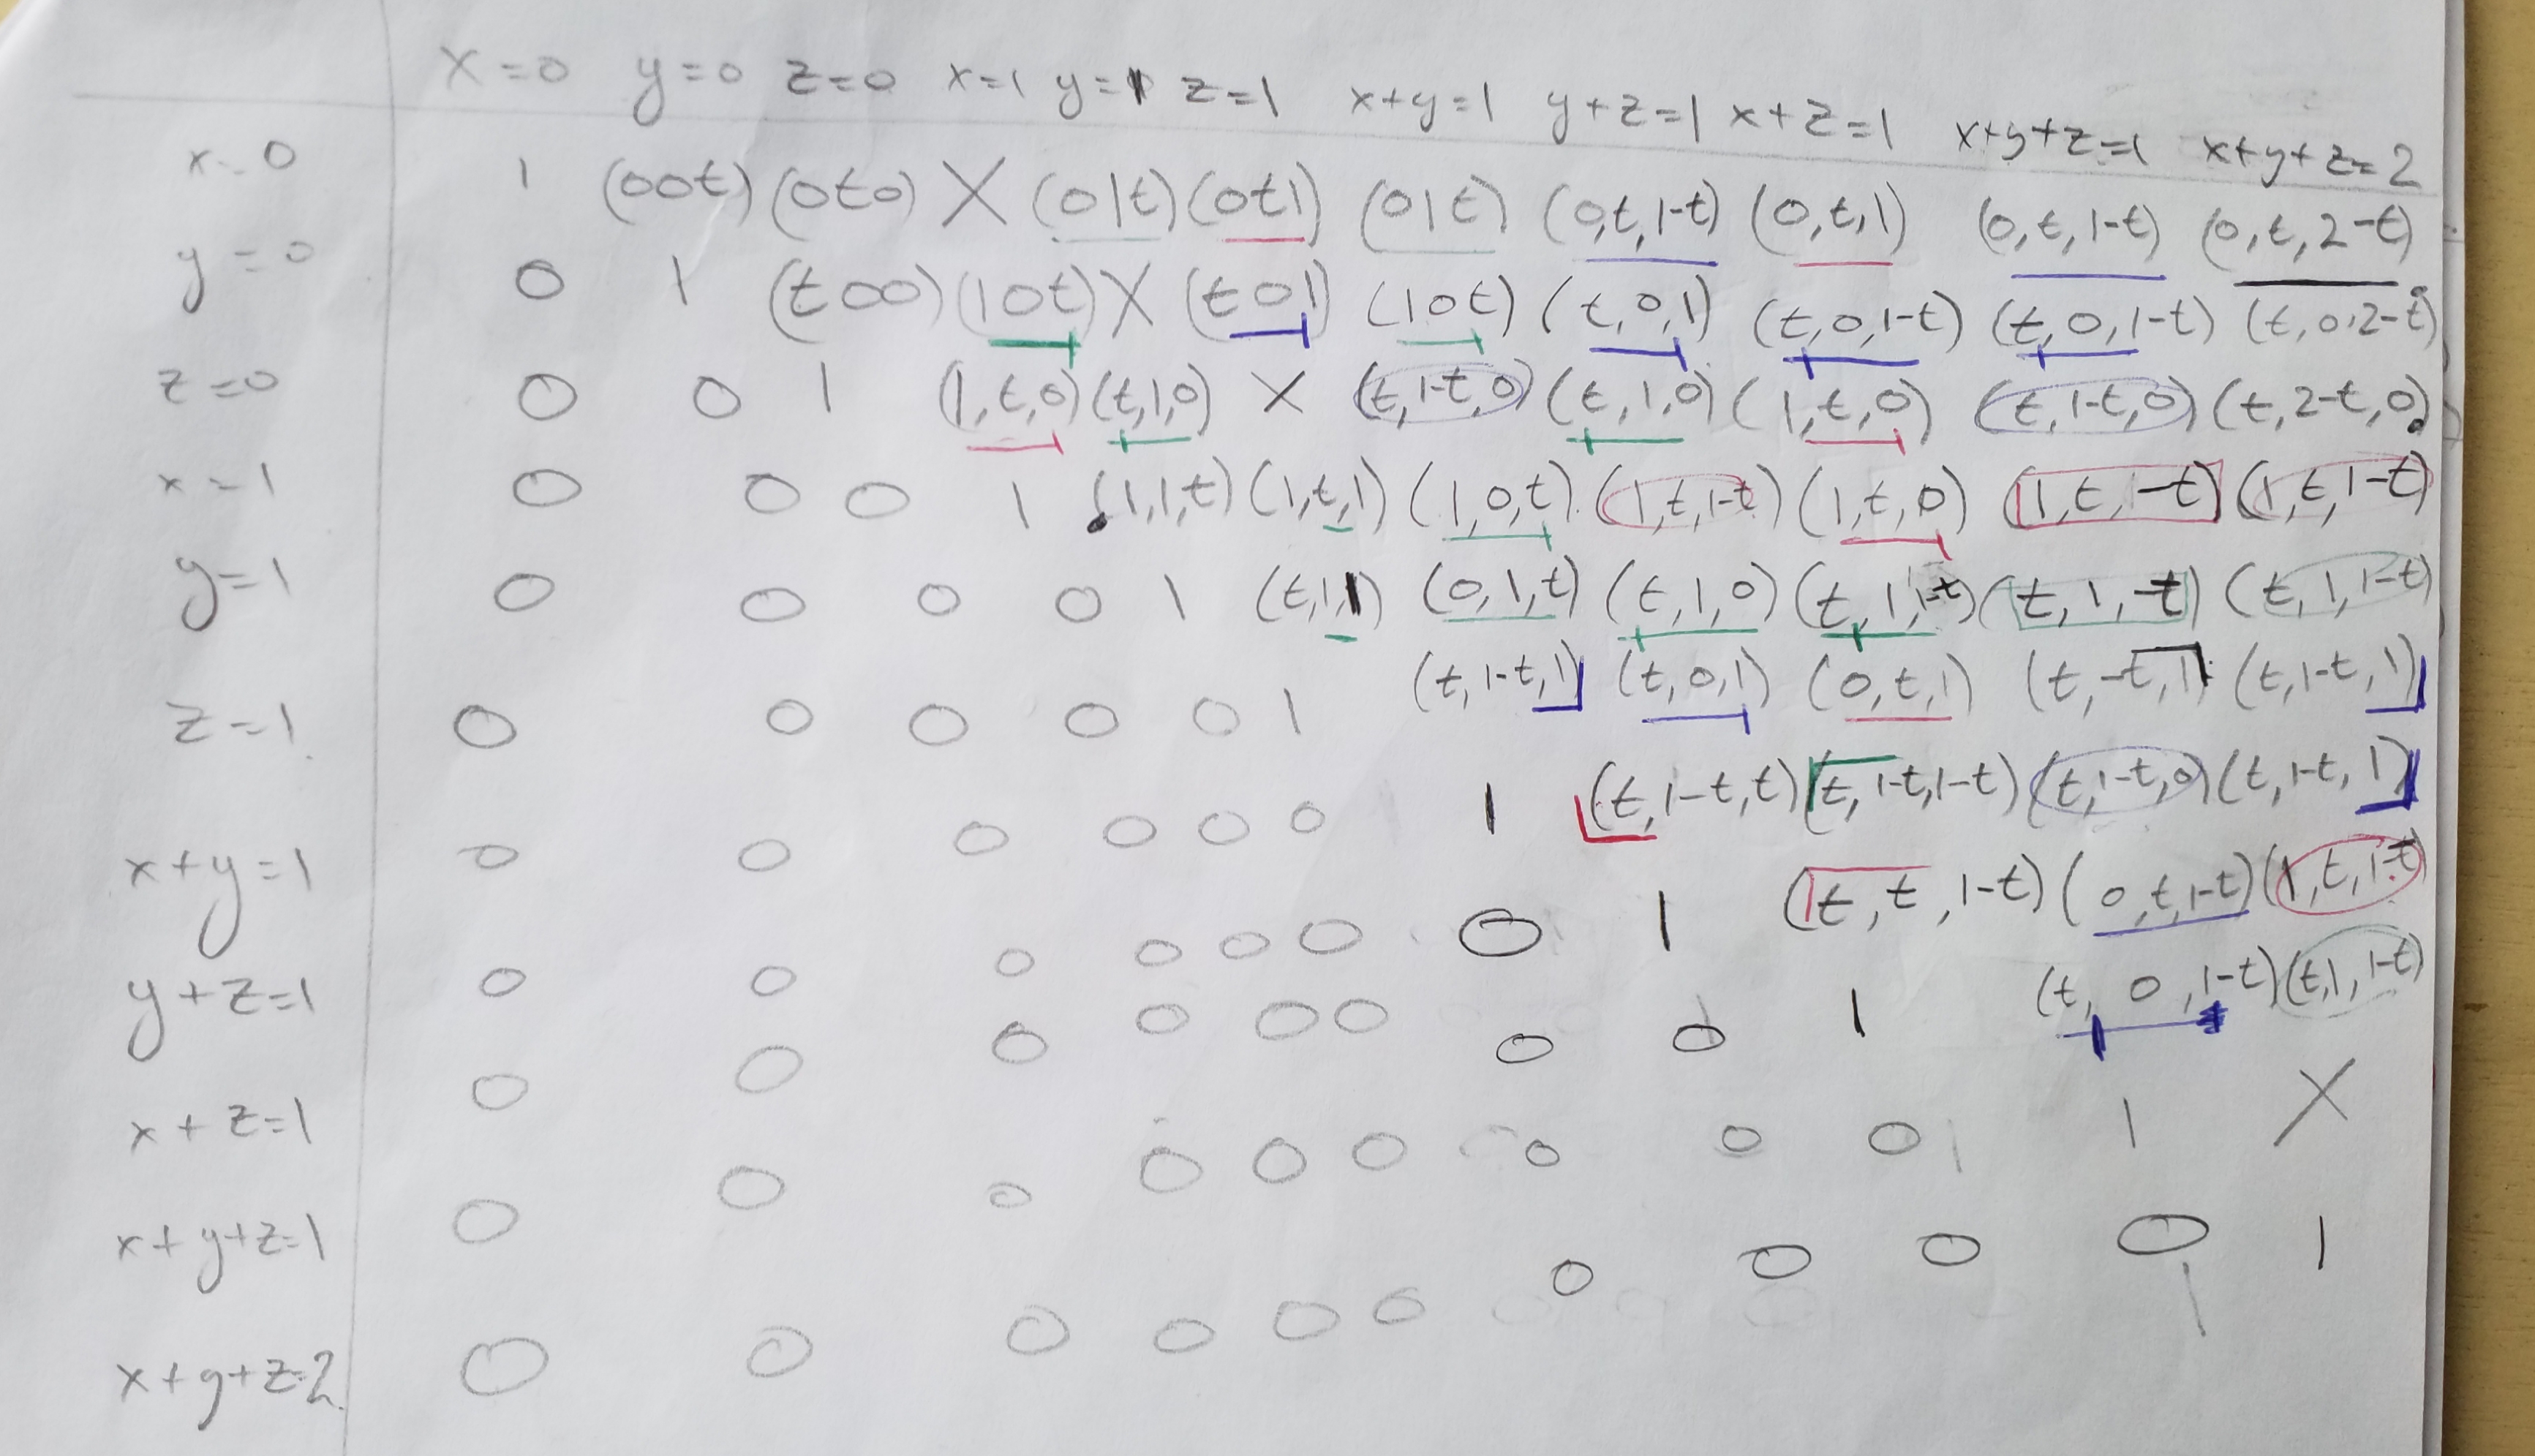 x=0 y=0 z=0 x=1 y=1 z=1 x+y=1 y+z=1 x+z=1 x+y+z=1 x+y+z=2
x=0 1 (00t) (0t0) X (01t) (0t1) (01t) (0,t,1-t) (0,t,1) (0,t,1-t) (0,t,2-t)
y=0 0 1 (t00) (10t) X (t01) (10t) (t,0,1) (t,0,1-t) (t,0,1-t) (t,0,2-t)
z=0 0 0 1 (1,t,0) (t,1,0) X (t,1-t,0) (t,1,0) (1,t,0) (t,1-t,0) (t,2-t,0)
x=1 0 0 0 1 (1,1,t) (1,t,1) (1,0,t) (1,t,1-t) (1,t,0) (1,t,-t) (1,t,1-t)
y=1 0 0 0 0 1 (t,1,1) (0,1,t) (t,1,0) (t,1,1-t) (t,1,-t) (t,1,1-t)
z=1 0 0 0 0 0 1 (t,1-t,1) (t,0,1) (0,t,1) (t,-t,1) (t,1-t,1)
x+y=1 0 0 0 0 0 0 1 (t,1-t,t) (t,1-t,1-t) (t,1-t,0) (t,1-t,1)
y+z=1 0 0 0 0 0 0 0 1 (t,t,1-t) (0,t,1-t) (1,t,1-t)
x+z=1 0 0 0 0 0 0 0 0 1 (t,0,1-t) (t,1,1-t)
x+y+z=1 0 0 0 0 0 0 0 0 0 1 X
x+y+z=2 0 0 0 0 0 0 0 0 0 0 1